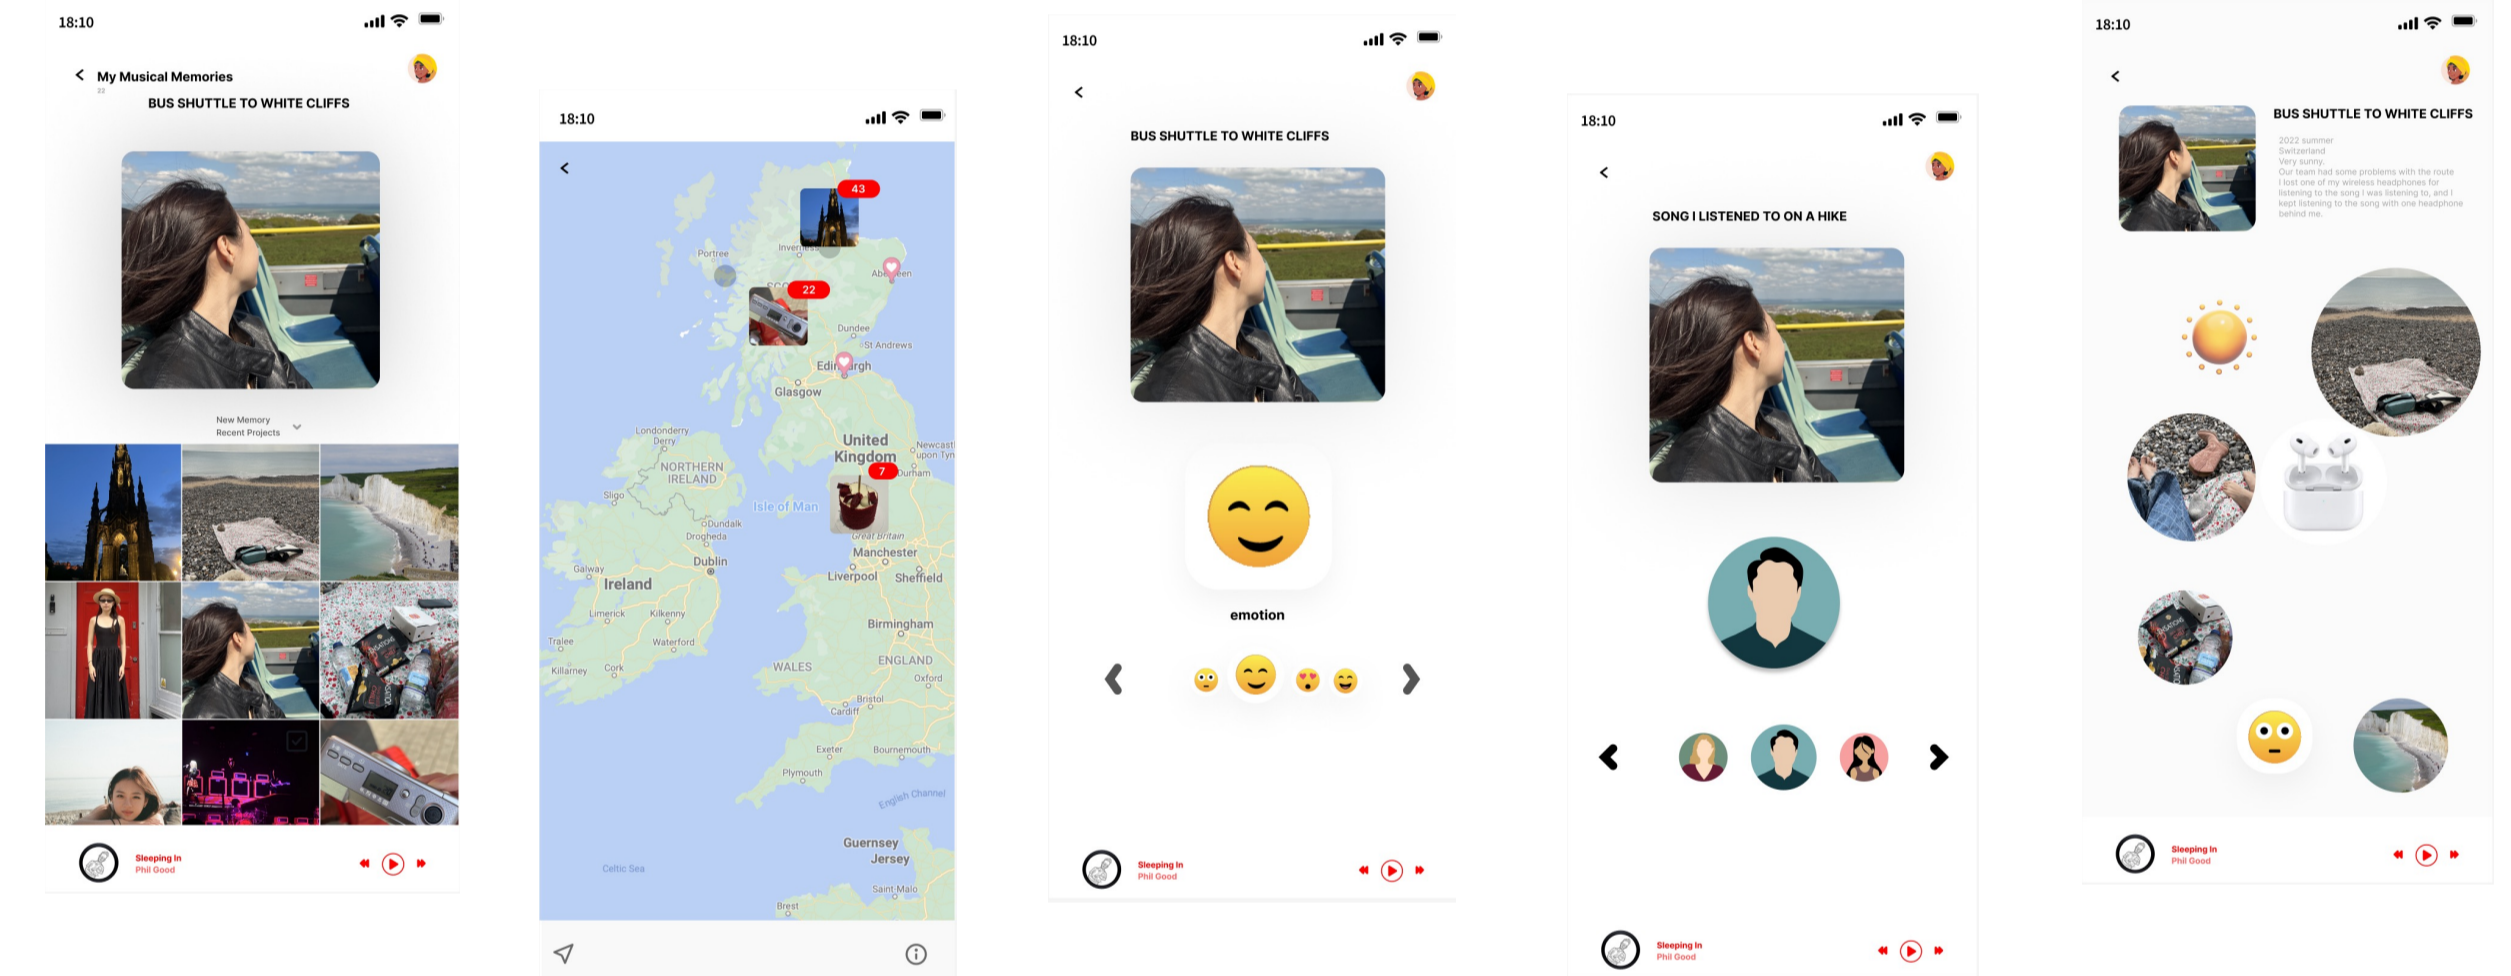 18:10
My Musical Memories
22
BUS SHUTTLE TO WHITE CLIFFS
New Memory
Recent Projects
Sleeping In
Phil Good
18:10
43
Inverness
Portree
Aberdeen
22
Dundee
St Andrews
Edinburgh
Glasgow
Londonderry
Derry
United
Kingdom
Newcast
upon Tyn
7
Durham
NORTHERN
IRELAND
Sligo
Isle of Man
Dundalk
Great Britain
Drogheda
Manchester
Dublin
Galway
Liverpool
Sheffield
Ireland
Limerick
Kilkenny
Birmingham
Tralee
Waterford
WALES
ENGLAND
Killarney
Cork
Oxford
Bristol
Cardiff
Exeter
Bournemouth
Plymouth
English Channel
Guernsey
Jersey
Celtic Sea
Saint-Malo
Brest
18:10
BUS SHUTTLE TO WHITE CLIFFS
emotion
Sleeping In
Phil Good
18:10
SONG I LISTENED TO ON A HIKE
Sleeping In
Phil Good
18:10
BUS SHUTTLE TO WHITE CLIFFS
2022 summer
Switzerland
Very sunny.
Our team had some problems with the route
I lost one of my wireless headphones for
listening to the song I was listening to, and I
kept listening to the song with one headphone
behind me.
Sleeping In
Phil Good